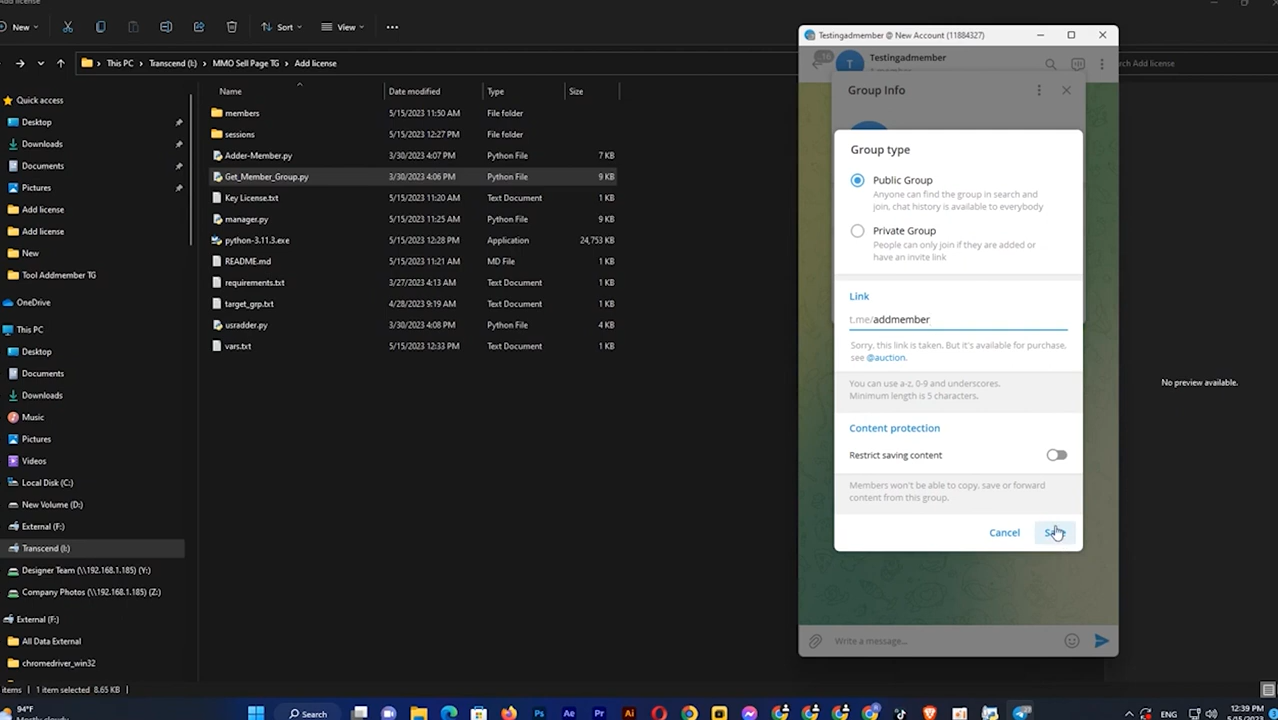 Add license
New
Sort
View
This PC
Transcend (I:)
MMO Sell Page TG
Add license
Search Add license
Quick access
Desktop
Downloads
Documents
Pictures
Add license
Add license
New
Tool Addmember TG
OneDrive
This PC
Desktop
Documents
Downloads
Music
Pictures
Videos
Local Disk (C:)
New Volume (D:)
External (F:)
Transcend (I:)
Designer Team (\\192.168.1.185) (Y:)
Company Photos (\\192.168.1.185) (Z:)
External (F:)
All Data External
chromedriver_win32
Name Date modified Type Size
members 5/15/2023 11:50 AM File folder
sessions 5/15/2023 12:27 PM File folder
Adder-Member.py 3/30/2023 4:07 PM Python File 7 KB
Get_Member_Group.py 3/30/2023 4:06 PM Python File 9 KB
Key License.txt 5/15/2023 11:20 AM Text Document 1 KB
manager.py 5/15/2023 11:25 AM Python File 9 KB
python-3.11.3.exe 5/15/2023 12:28 PM Application 24,753 KB
README.md 5/15/2023 11:21 AM MD File 1 KB
requirements.txt 3/27/2023 4:13 AM Text Document 1 KB
target_grp.txt 4/28/2023 9:19 AM Text Document 1 KB
usradder.py 3/30/2023 4:08 PM Python File 4 KB
vars.txt 5/15/2023 12:33 PM Text Document 1 KB
Testingadmember @ New Account (11884327)
T
Testingadmember
Group Info
Group type
Public Group
Anyone can find the group in search and
join, chat history is available to everybody
Private Group
People can only join if they are added or
have an invite link
Link
t.me/addmember
Sorry, this link is taken. But it's available for purchase,
see @auction.
You can use a-z, 0-9 and underscores.
Minimum length is 5 characters.
Content protection
Restrict saving content
Members won't be able to copy, save or forward
content from this group.
Cancel
Write a message...
No preview available.
items
1 item selected 8.65 KB
94°F
Mostly cloudy
Search
Ps
Ae
Pr
Ai
ENG
12:39 PM
5/15/2023